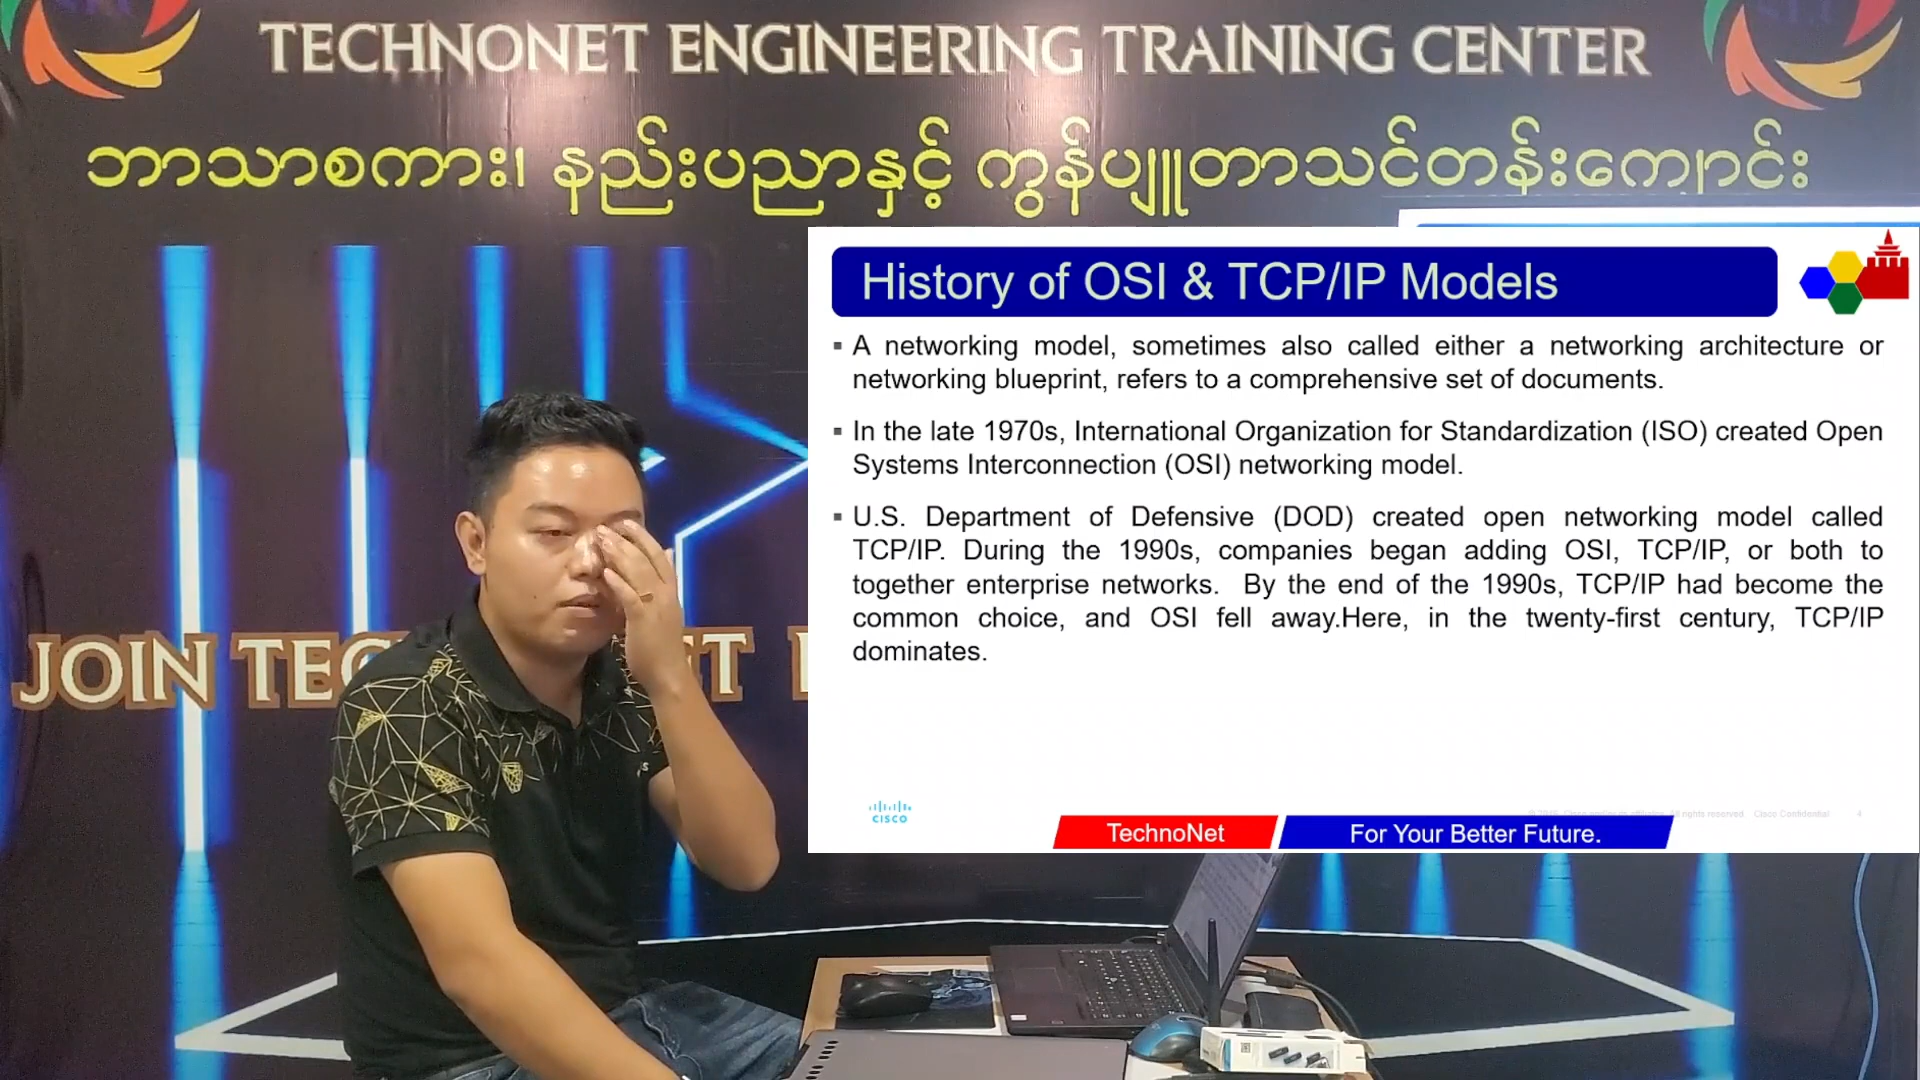 TECHNONET ENGINEERING TRAINING CENTER
ဘာသာစကား၊ နည်းပညာနှင့် ကွန်ပျူတာသင်တန်းကျောင်း
History of OSI & TCP/IP Models
▪ A networking model, sometimes also called either a networking architecture or
networking blueprint, refers to a comprehensive set of documents.
▪ In the late 1970s, International Organization for Standardization (ISO) created Open
Systems Interconnection (OSI) networking model.
▪ U.S. Department of Defensive (DOD) created open networking model called
TCP/IP. During the 1990s, companies began adding OSI, TCP/IP, or both to
together enterprise networks. By the end of the 1990s, TCP/IP had become the
common choice, and OSI fell away.Here, in the twenty-first century, TCP/IP
dominates.
JOIN
CISCO
rights reserved. Cisco Confidential 4
TechnoNet
For Your Better Future.